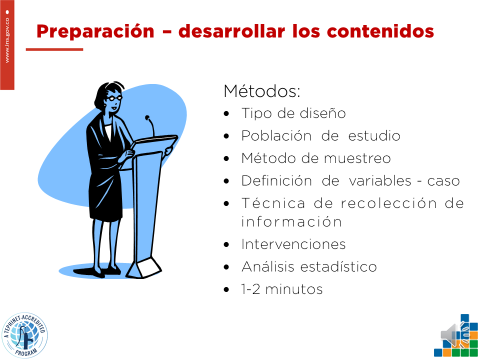 www.ins.gov.co
Preparación – desarrollar los contenidos
Métodos:
• Tipo de diseño
• Población de estudio
• Método de muestreo
• Definición de variables - caso
• Técnica de recolección de
información
• Intervenciones
• Análisis estadístico
• 1-2 minutos
A TEPHINET ACCREDITED
PROGRAM